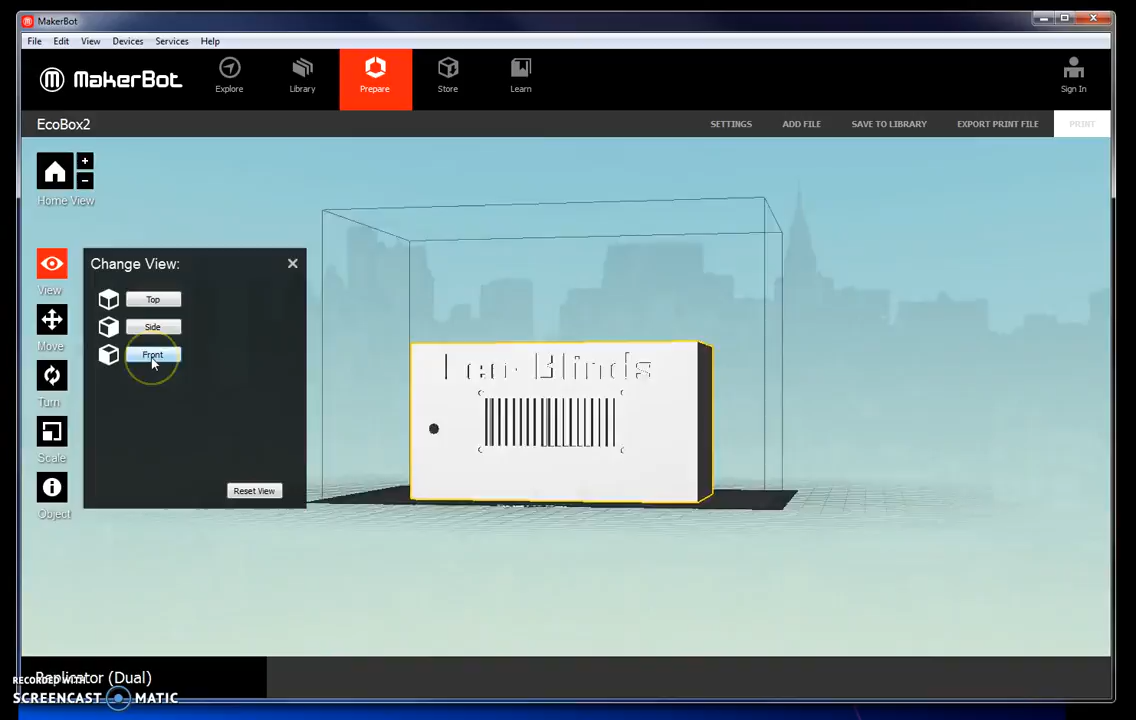 MakerBot
File Edit View Devices Services Help
MakerBot
Explore Library Prepare Store Learn Sign In
EcoBox2 SETTINGS ADD FILE SAVE TO LIBRARY EXPORT PRINT FILE PRINT
+
-
Home View
View
Change View:
Top
Side
Front
Reset View
Move
Turn
Scale
Object
Blinds
Replicator (Dual)
RECORDED WITH
SCREENCAST MATIC